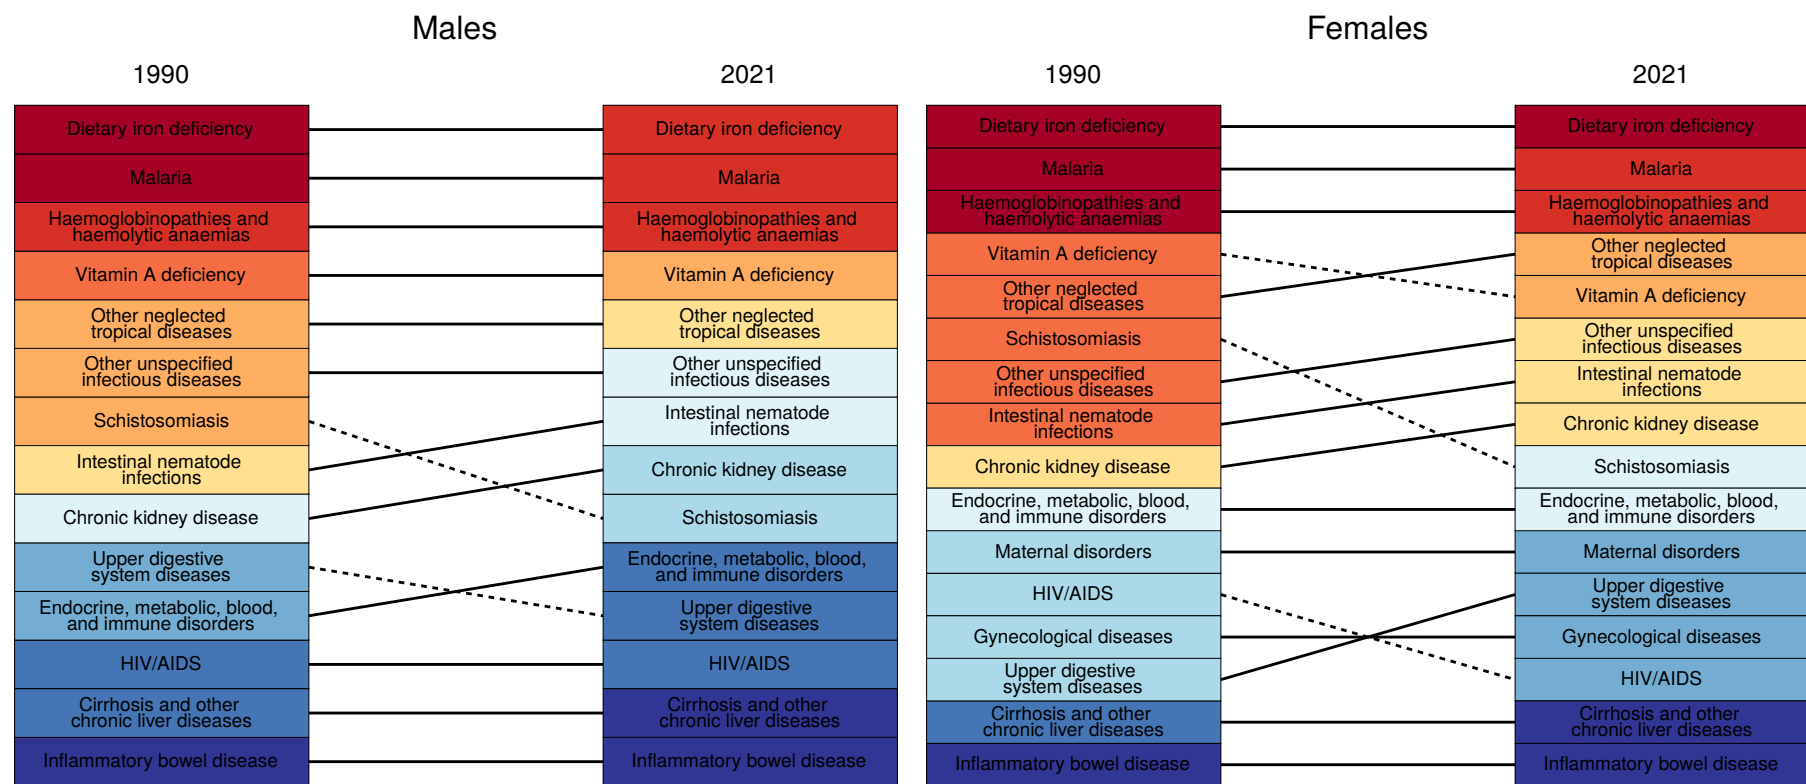 Males
1990
2021
Dietary iron deficiency
Malaria
Haemoglobinopathies and
haemolytic anaemias
Vitamin A deficiency
Other neglected
tropical diseases
Other unspecified
infectious diseases
Schistosomiasis
Intestinal nematode
infections
Chronic kidney disease
Upper digestive
system diseases
Endocrine, metabolic, blood,
and immune disorders
HIV/AIDS
Cirrhosis and other
chronic liver diseases
Inflammatory bowel disease
Dietary iron deficiency
Malaria
Haemoglobinopathies and
haemolytic anaemias
Vitamin A deficiency
Other neglected
tropical diseases
Other unspecified
infectious diseases
Intestinal nematode
infections
Chronic kidney disease
Schistosomiasis
Endocrine, metabolic, blood,
and immune disorders
Upper digestive
system diseases
HIV/AIDS
Cirrhosis and other
chronic liver diseases
Inflammatory bowel disease
Females
1990
2021
Dietary iron deficiency
Malaria
Haemoglobinopathies and
haemolytic anaemias
Vitamin A deficiency
Other neglected
tropical diseases
Schistosomiasis
Other unspecified
infectious diseases
Intestinal nematode
infections
Chronic kidney disease
Endocrine, metabolic, blood,
and immune disorders
Maternal disorders
HIV/AIDS
Gynecological diseases
Upper digestive
system diseases
Cirrhosis and other
chronic liver diseases
Inflammatory bowel disease
Dietary iron deficiency
Malaria
Haemoglobinopathies and
haemolytic anaemias
Other neglected
tropical diseases
Vitamin A deficiency
Other unspecified
infectious diseases
Intestinal nematode
infections
Chronic kidney disease
Schistosomiasis
Endocrine, metabolic, blood,
and immune disorders
Maternal disorders
Upper digestive
system diseases
Gynecological diseases
HIV/AIDS
Cirrhosis and other
chronic liver diseases
Inflammatory bowel disease